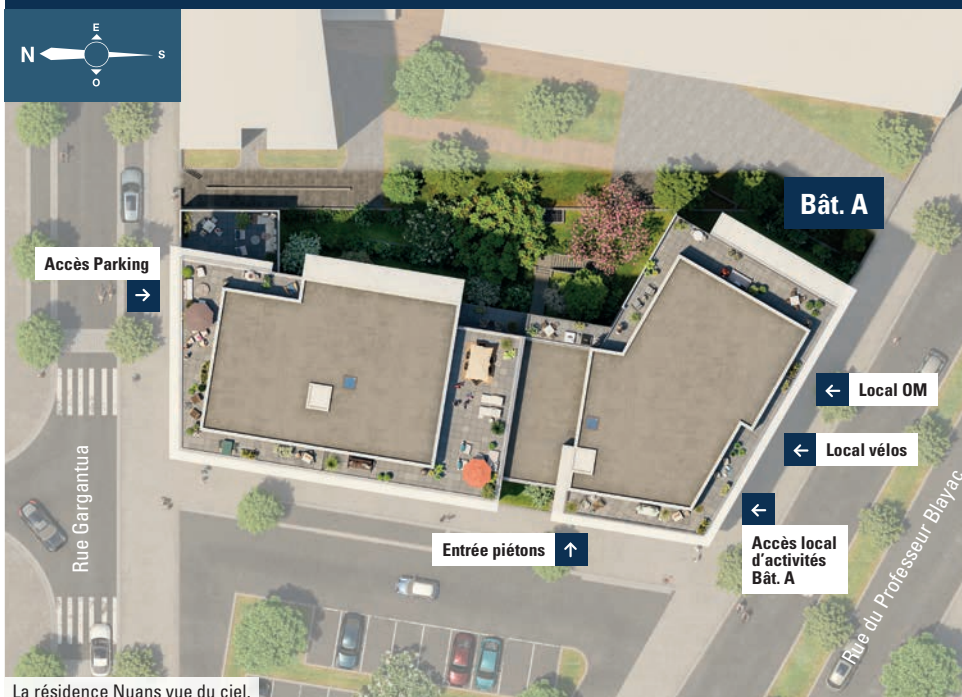 E
N
S
O
Bât. A
Accès Parking
→
← Local OM
← Local vélos
Rue Gargantua
Rue du Professeur Blayac
←
Entrée piétons ↑
Accès local
d'activités
Bât. A
La résidence Nuans vue du ciel.